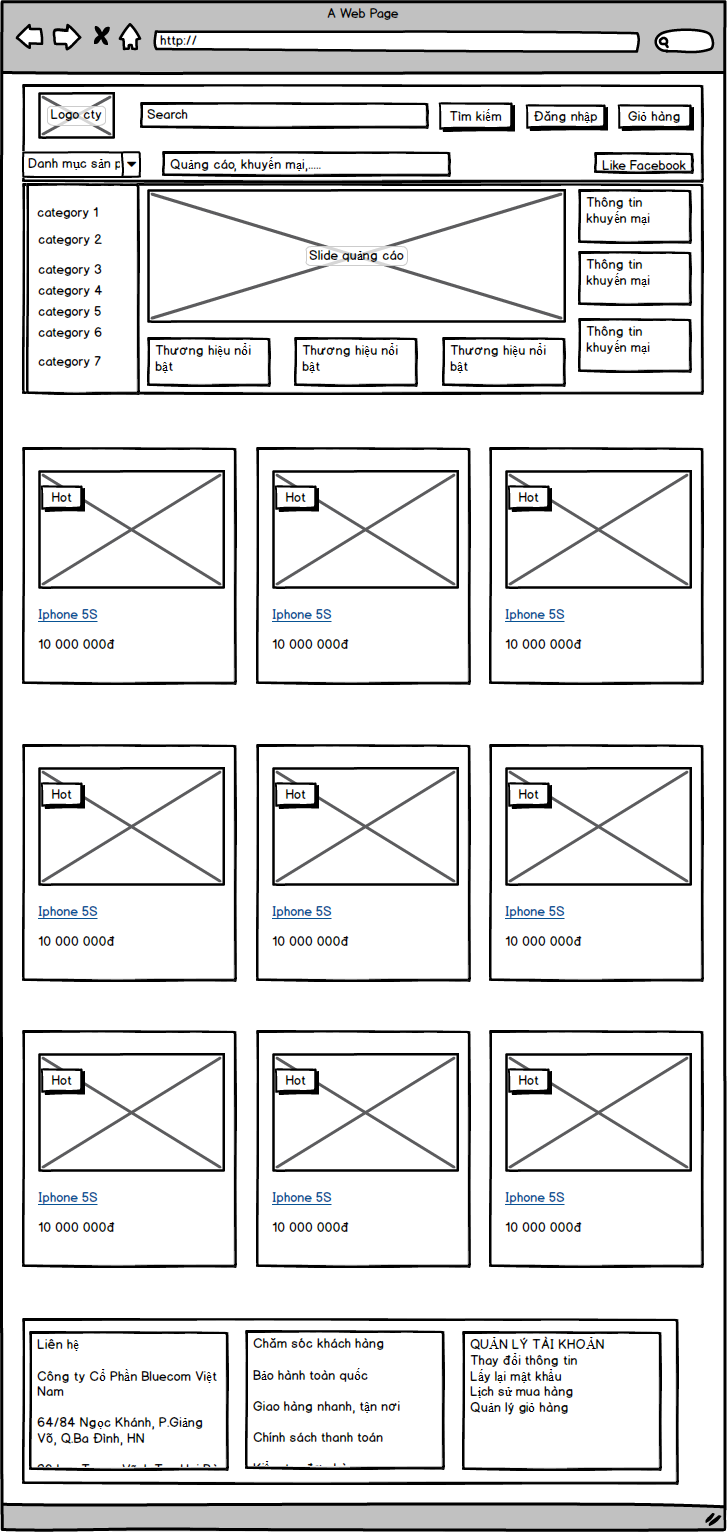 A Web Page
http://
Logo cty
Search
Tìm kiếm
Đăng nhập
Giỏ hàng
Danh mục sản p
Quảng cáo, khuyến mại,.....
Like Facebook
category 1
category 2
category 3
category 4
category 5
category 6
category 7
Slide quảng cáo
Thông tin
khuyến mại
Thông tin
khuyến mại
Thông tin
khuyến mại
Thương hiệu nổi
bật
Thương hiệu nổi
bật
Thương hiệu nổi
bật
Hot
Hot
Hot
Iphone 5S
Iphone 5S
Iphone 5S
10 000 000đ
10 000 000đ
10 000 000đ
Hot
Hot
Hot
Iphone 5S
Iphone 5S
Iphone 5S
10 000 000đ
10 000 000đ
10 000 000đ
Hot
Hot
Hot
Iphone 5S
Iphone 5S
Iphone 5S
10 000 000đ
10 000 000đ
10 000 000đ
Liên hệ
Công ty Cổ Phần Bluecom Việt
Nam
64/84 Ngọc Khánh, P.Giảng
Võ, Q.Ba Đình, HN
Chăm sóc khách hàng
Bảo hành toàn quốc
Giao hàng nhanh, tận nơi
Chính sách thanh toán
QUẢN LÝ TÀI KHOẢN
Thay đổi thông tin
Lấy lại mật khẩu
Lịch sử mua hàng
Quản lý giỏ hàng